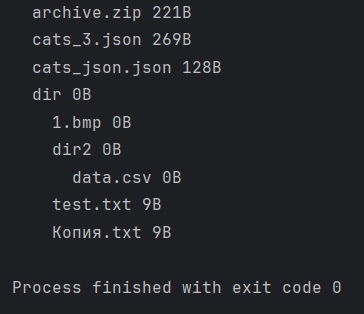 archive.zip 221B
cats_3.json 269B
cats_json.json 128B
dir 0B
1.bmp 0B
dir2 0B
data.csv 0B
test.txt 9B
Копия.txt 9B
Process finished with exit code 0